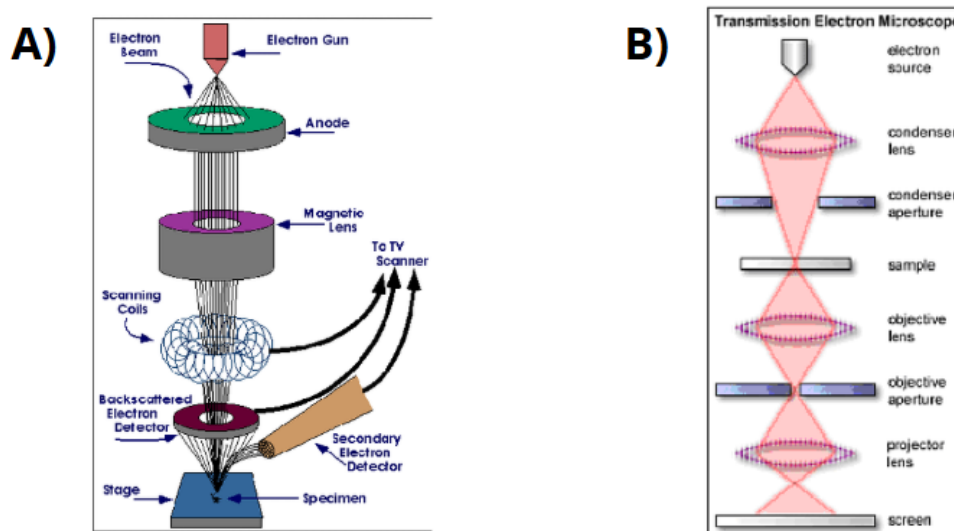 A)
Electron
Beam
Electron Gun
Anode
Magnetic
Lens
To TV
Scanner
Scanning
Coils
Backscattered
Electron
Detector
Secondary
Electron
Detector
Stage
Specimen
B)
Transmission Electron Microscope
electron
source
condenser
lens
condenser
aperture
sample
objective
lens
objective
aperture
projector
lens
screen